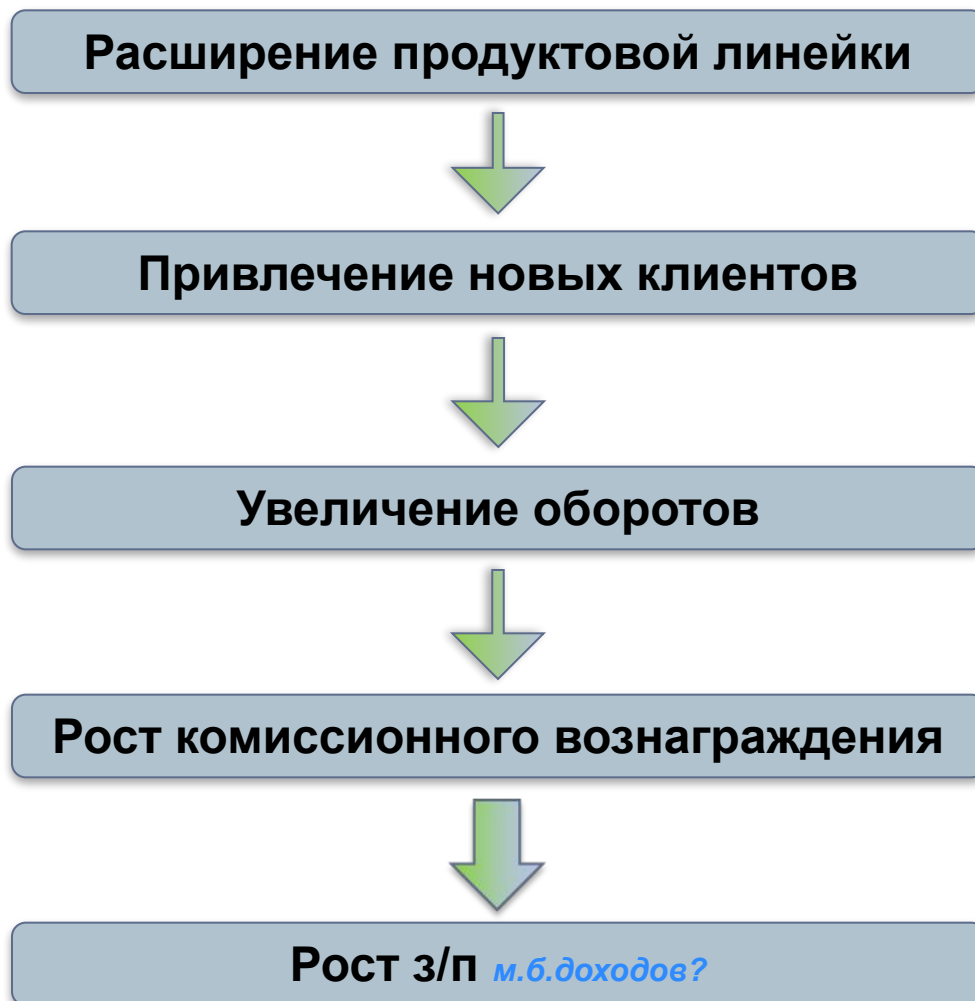 Расширение продуктовой линейки
Привлечение новых клиентов
Увеличение оборотов
Рост комиссионного вознаграждения
Рост з/п м.б.доходов?